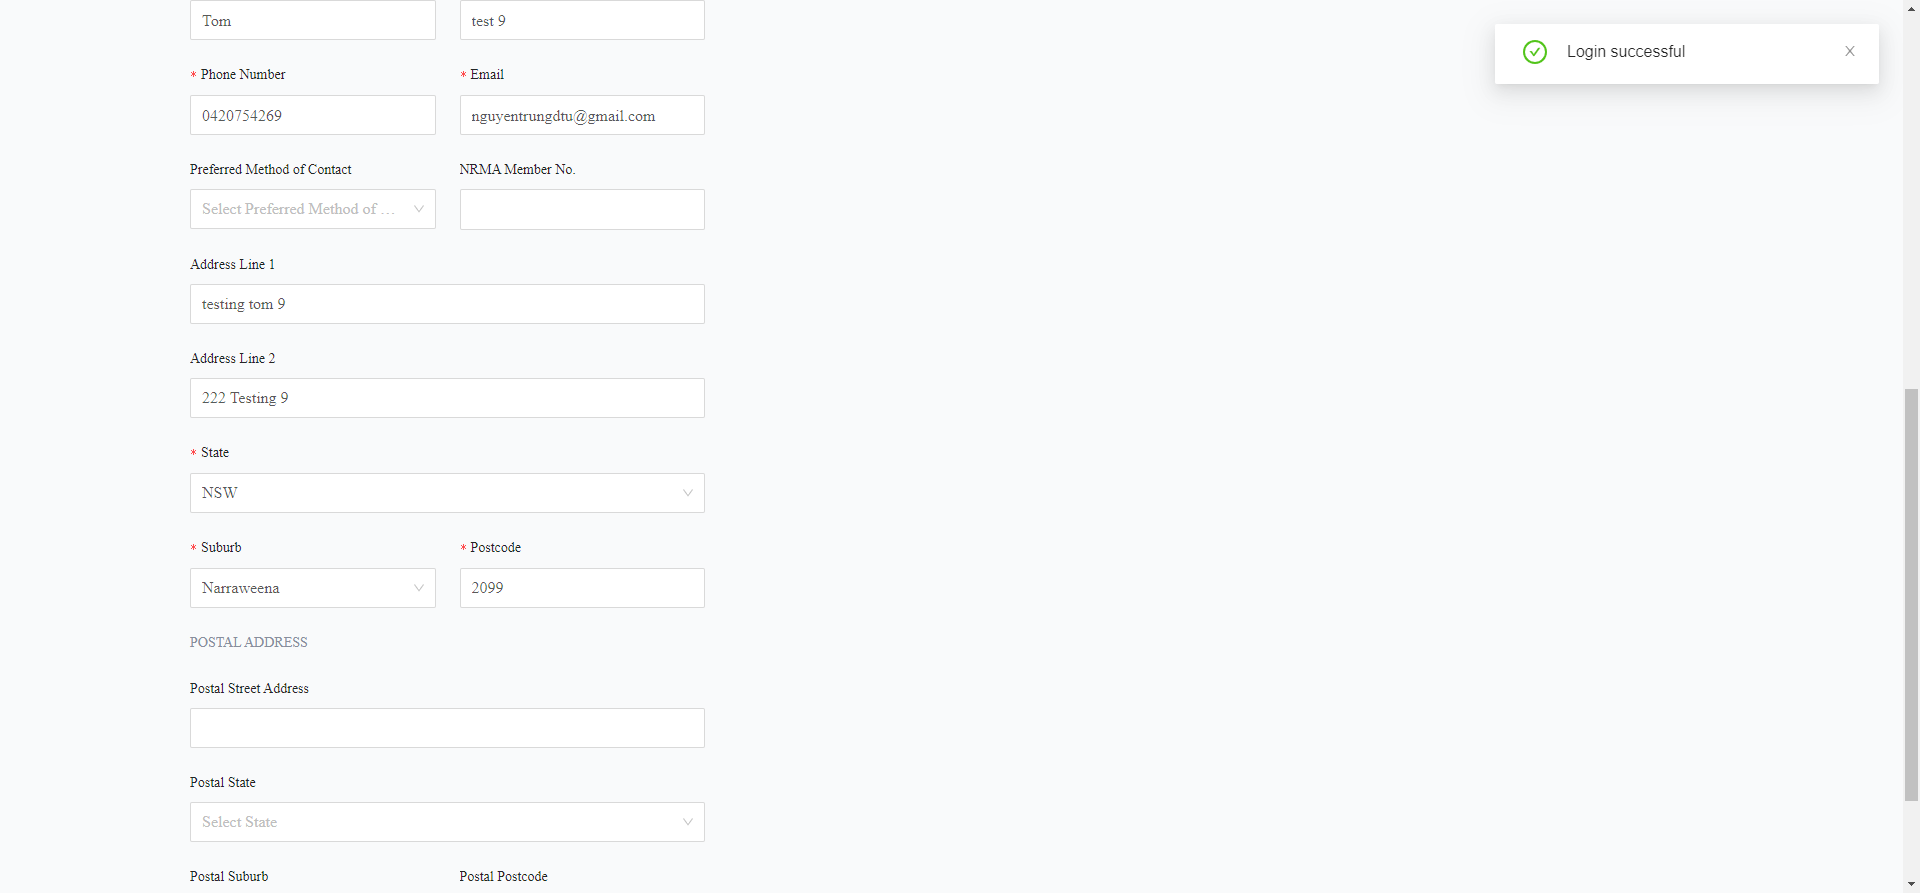 Tom test 9
Login successful
* Phone Number * Email
0420754269 nguyentrungdtu@gmail.com
Preferred Method of Contact NRMA Member No.
Select Preferred Method of ...
Address Line 1
testing tom 9
Address Line 2
222 Testing 9
* State
NSW
* Suburb * Postcode
Narraweena 2099
POSTAL ADDRESS
Postal Street Address
Postal State
Select State
Postal Suburb Postal Postcode